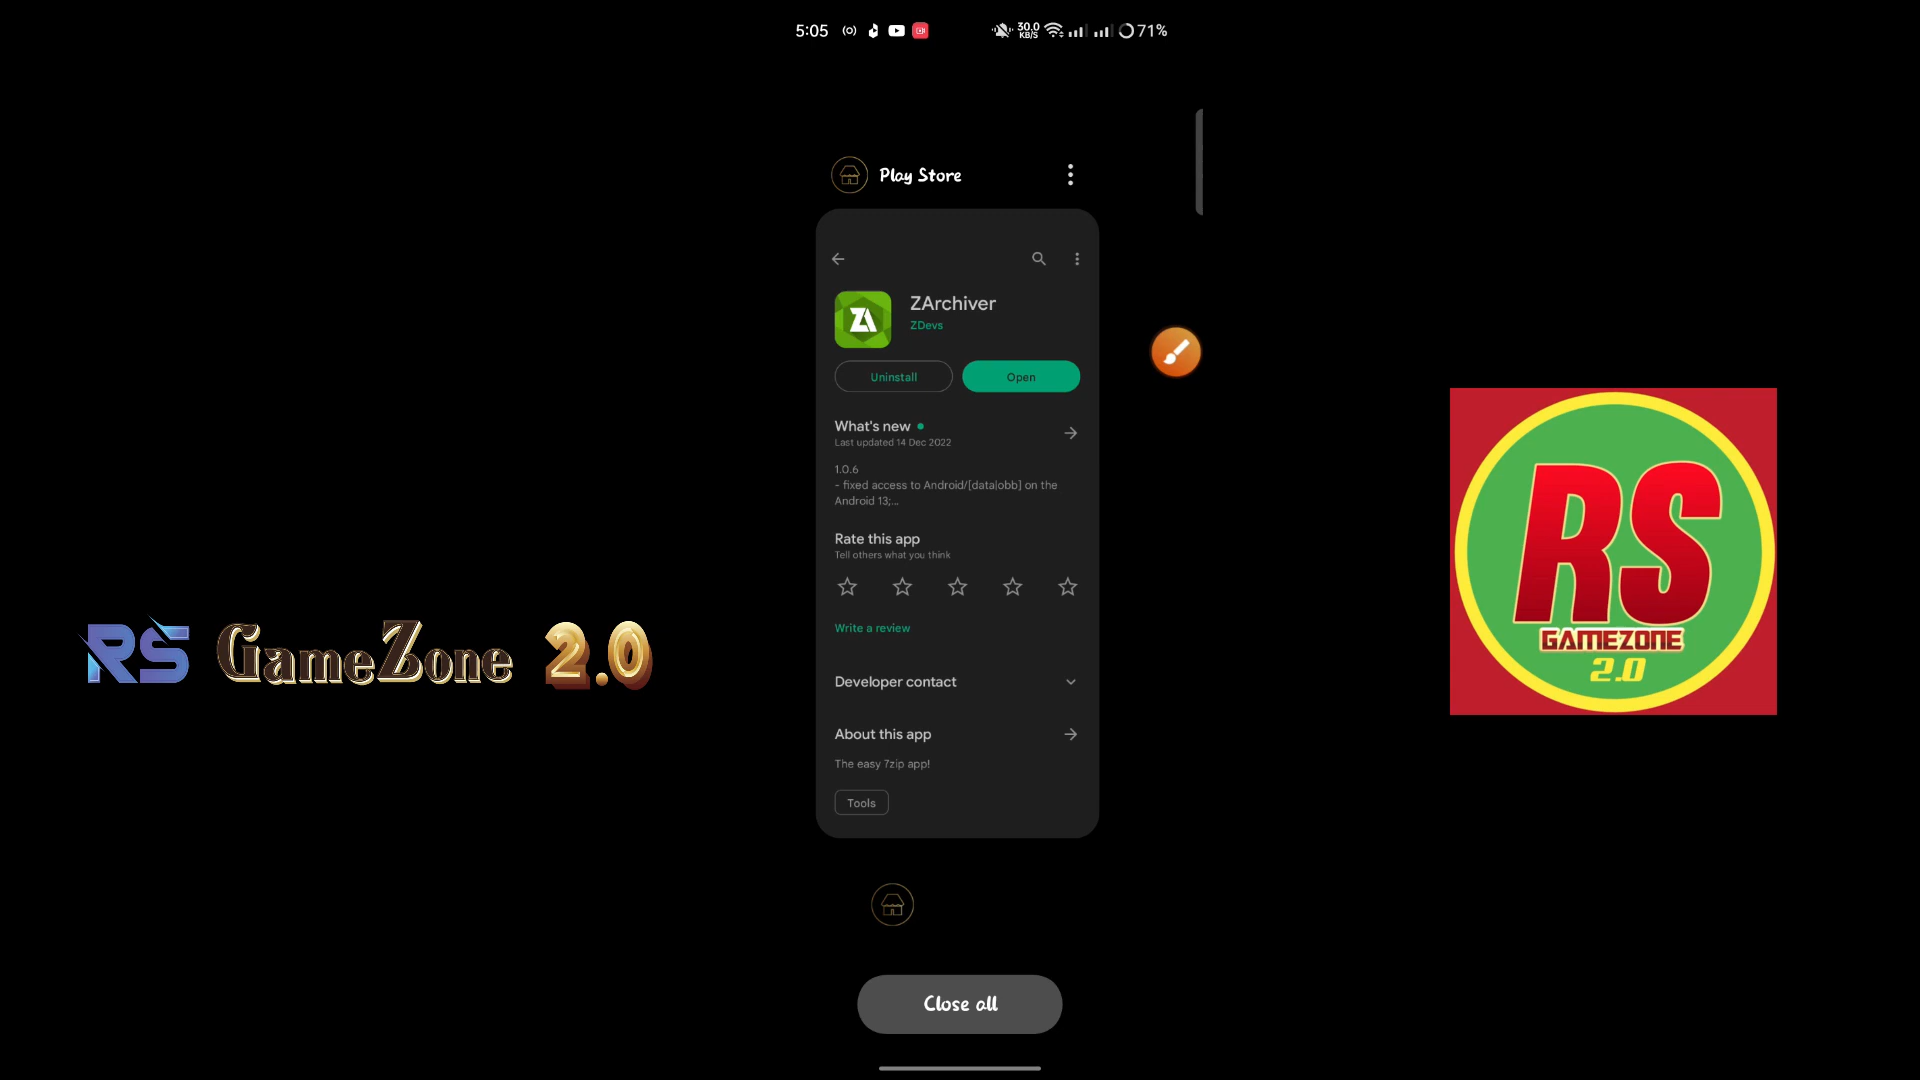 5:05
30.0 KB/S
71%
Play Store
ZArchiver
ZDevs
Uninstall
Open
What's new
Last updated 14 Dec 2022
1.0.6
- fixed access to Android/[data|obb] on the
Android 13;...
Rate this app
Tell others what you think
Write a review
Developer contact
About this app
The easy 7zip app!
Tools
Close all
RS GameZone 2.0
RS
GAMEZONE
2.0